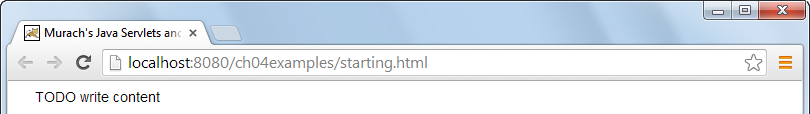 Murach's Java Servlets and
localhost:8080/ch04examples/starting.html
TODO write content